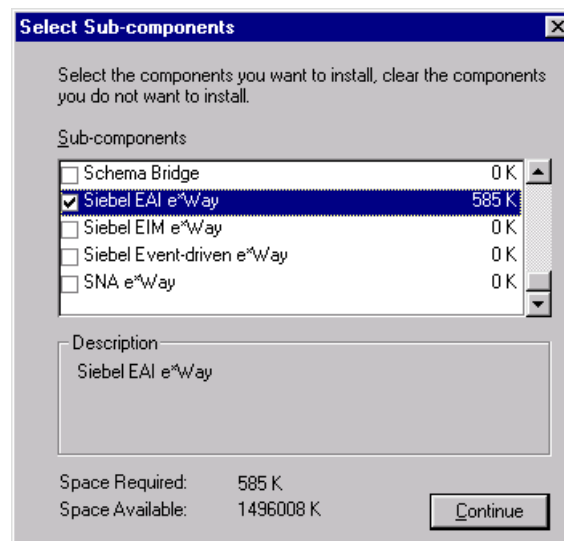 Select Sub-components
Select the components you want to install, clear the components
you do not want to install.
Sub-components
Schema Bridge 0 K
Siebel EAI e*Way 585 K
Siebel EIM e*Way 0 K
Siebel Event-driven e*Way 0 K
SNA e*Way 0 K
Description
Siebel EAI e*Way
Space Required: 585 K
Space Available: 1496008 K
Continue